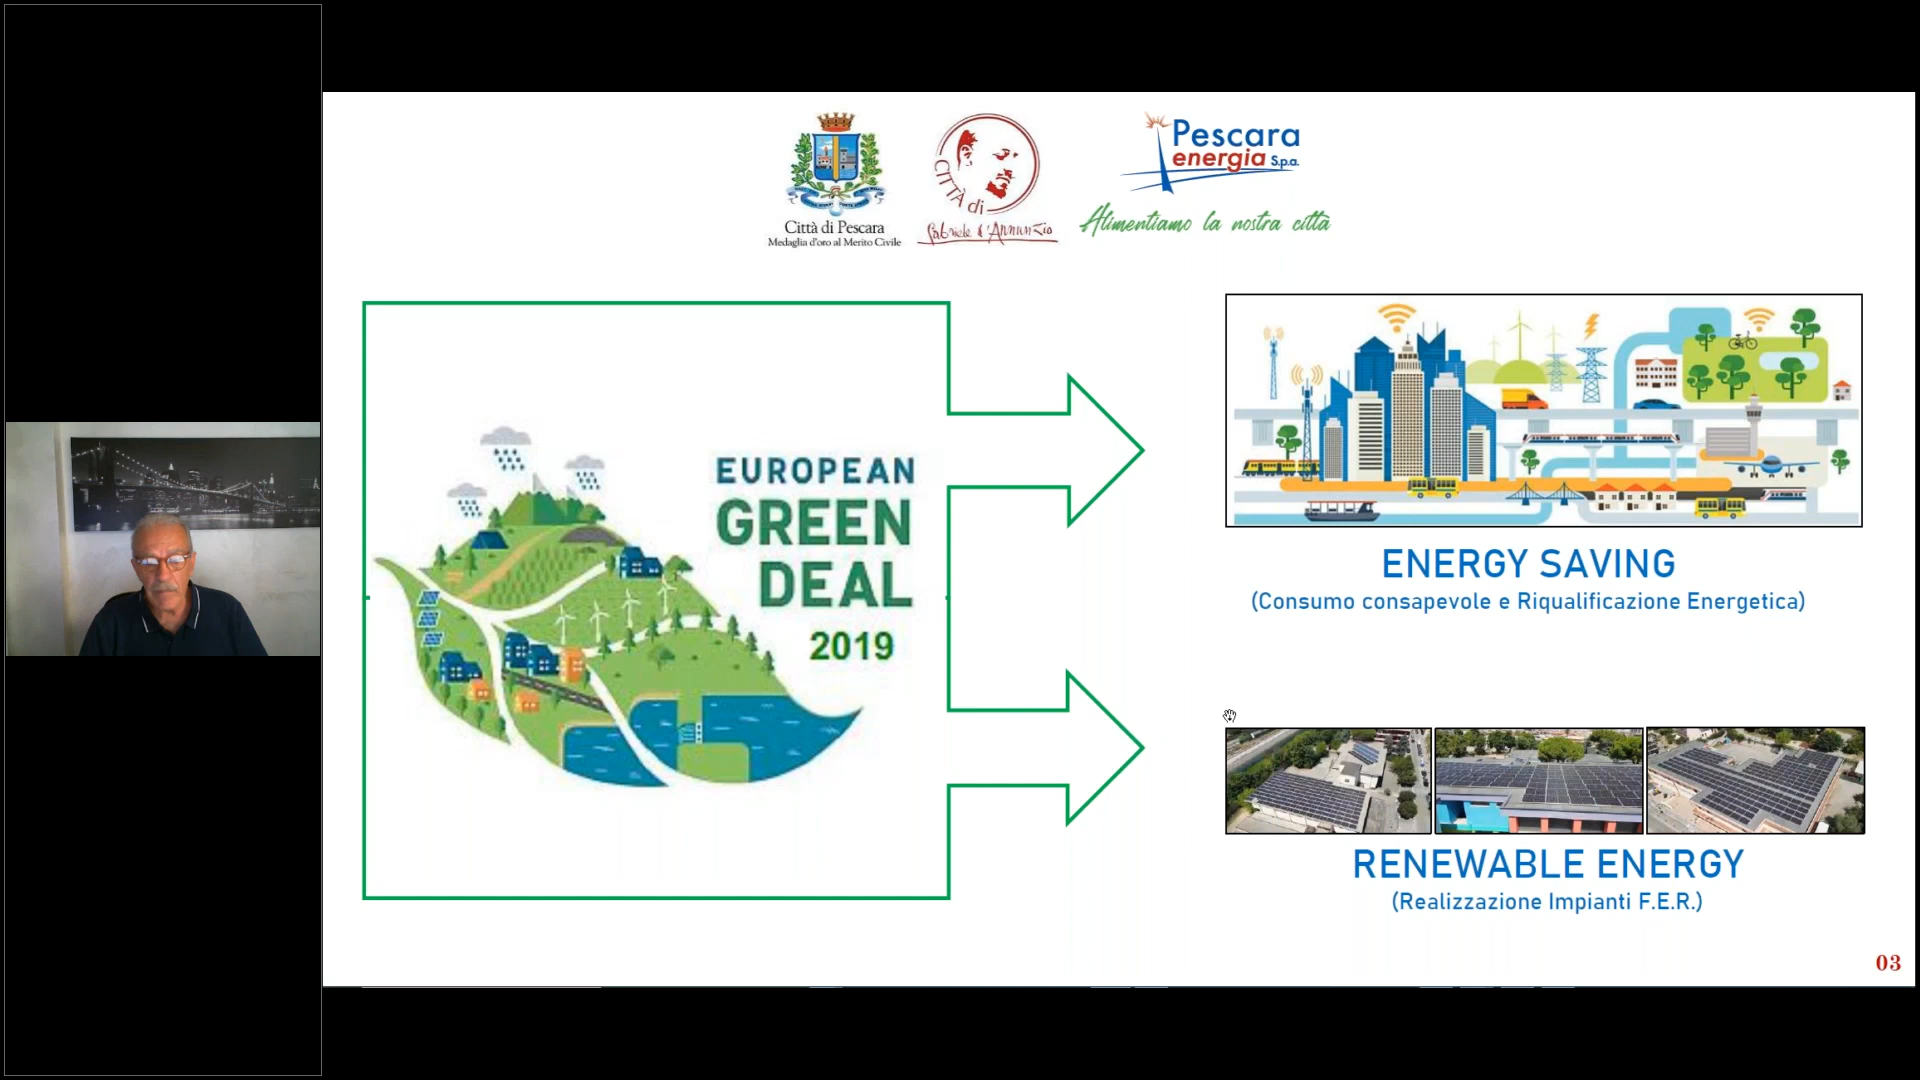 Città di Pescara
Medaglia d'oro al Merito Civile
CITTÀ di
Gabriele d'Annunzio
Pescara
energia S.p.a.
Alimentiamo la nostra città
EUROPEAN
GREEN
DEAL
2019
ENERGY SAVING
(Consumo consapevole e Riqualificazione Energetica)
RENEWABLE ENERGY
(Realizzazione Impianti F.E.R.)
03